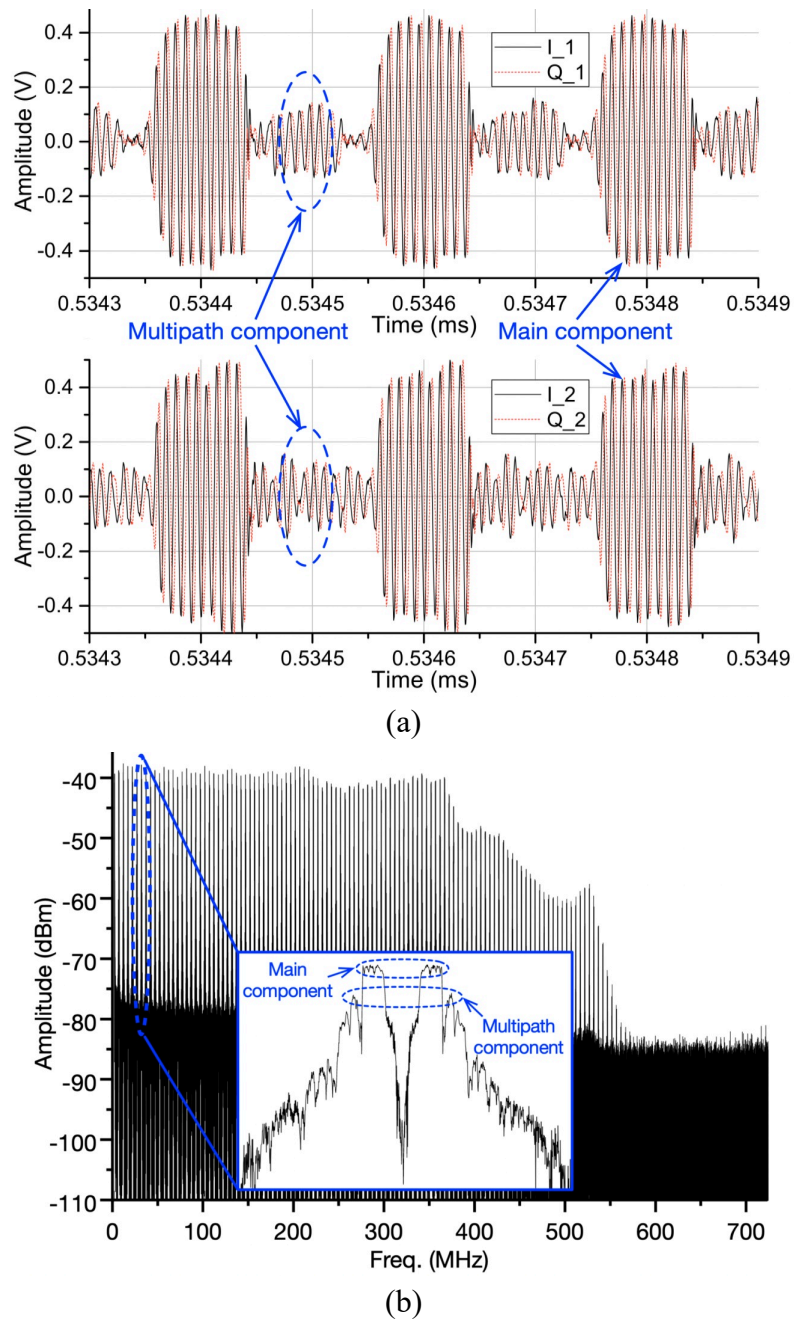 0.4
0.2
0.0
-0.2
-0.4
Amplitude (V)
I_1
Q_1
0.5343 0.5344 0.5345 0.5346 0.5347 0.5348 0.5349
Time (ms)
Multipath component
Main component
0.4
0.2
0.0
-0.2
-0.4
Amplitude (V)
I_2
Q_2
0.5343 0.5344 0.5345 0.5346 0.5347 0.5348 0.5349
Time (ms)
(a)
-40
-50
-60
-70
-80
-90
-100
-110
Amplitude (dBm)
Main
component
Multipath
component
0 100 200 300 400 500 600 700
Freq. (MHz)
(b)